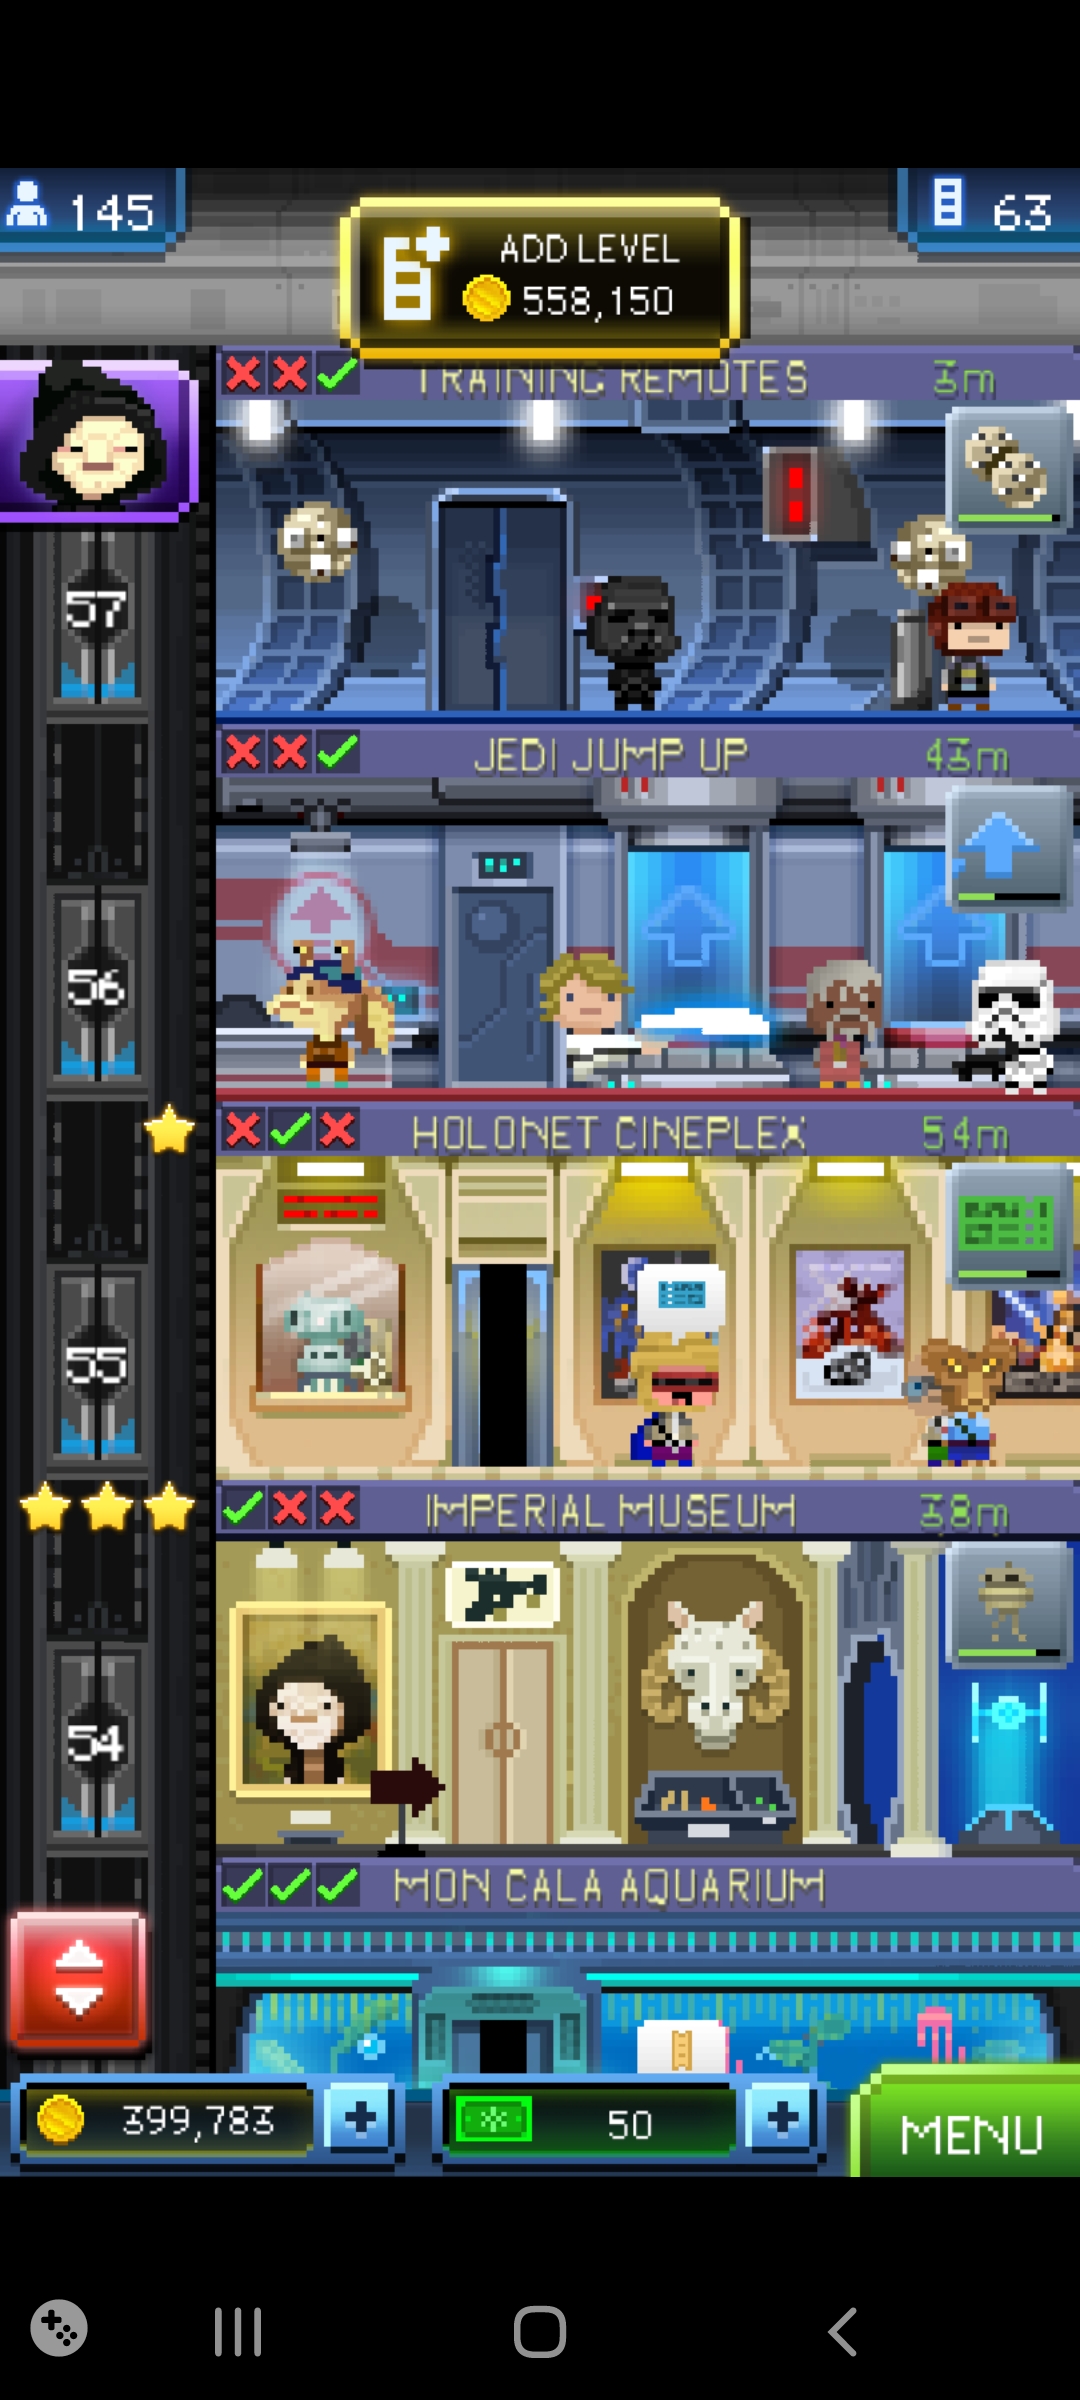 145
63
ADD LEVEL
558,150
TRAINING REMOTES 3m
57
JEDI JUMP UP 43m
56
HOLONET CINEPLEX 54m
55
IMPERIAL MUSEUM 38m
54
MON CALA AQUARIUM
399,783
50
MENU